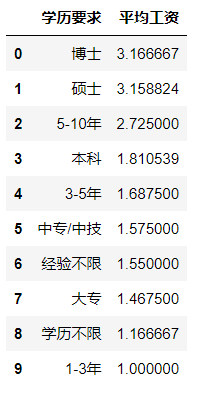 学历要求 平均工资
0 博士 3.166667
1 硕士 3.158824
2 5-10年 2.725000
3 本科 1.810539
4 3-5年 1.687500
5 中专/中技 1.575000
6 经验不限 1.550000
7 大专 1.467500
8 学历不限 1.166667
9 1-3年 1.000000